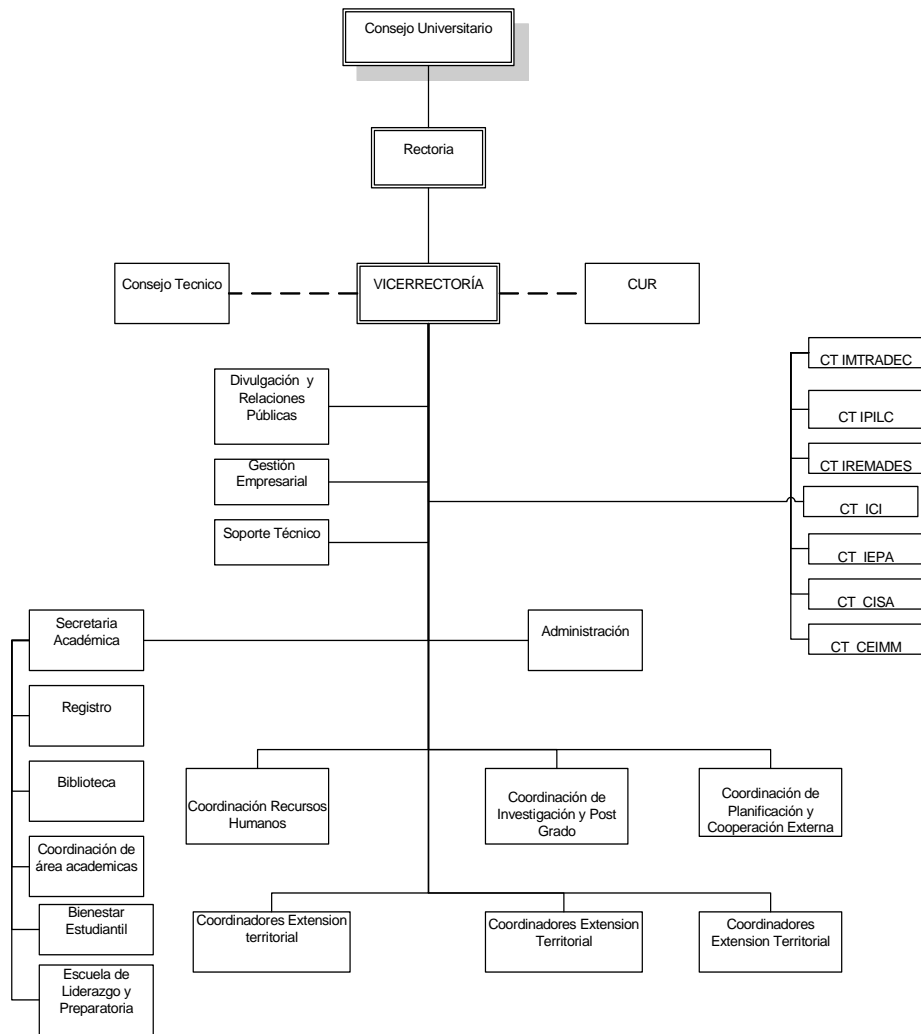 Consejo Universitario
Rectoria
Consejo Tecnico
VICERRECTORÍA
CUR
CT IMTRADEC
Divulgación y
Relaciones
Públicas
CT IPILC
Gestión
Empresarial
CT IREMADES
CT ICI
Soporte Técnico
CT IEPA
CT CISA
Secretaria
Académica
Administración
CT CEIMM
Registro
Biblioteca
Coordinación Recursos
Humanos
Coordinación de
Investigación y Post
Grado
Coordinación de
Planificación y
Cooperación Externa
Coordinación de
área academicas
Bienestar
Estudiantil
Coordinadores Extension
territorial
Coordinadores Extension
Territorial
Coordinadores
Extension Territorial
Escuela de
Liderazgo y
Preparatoria